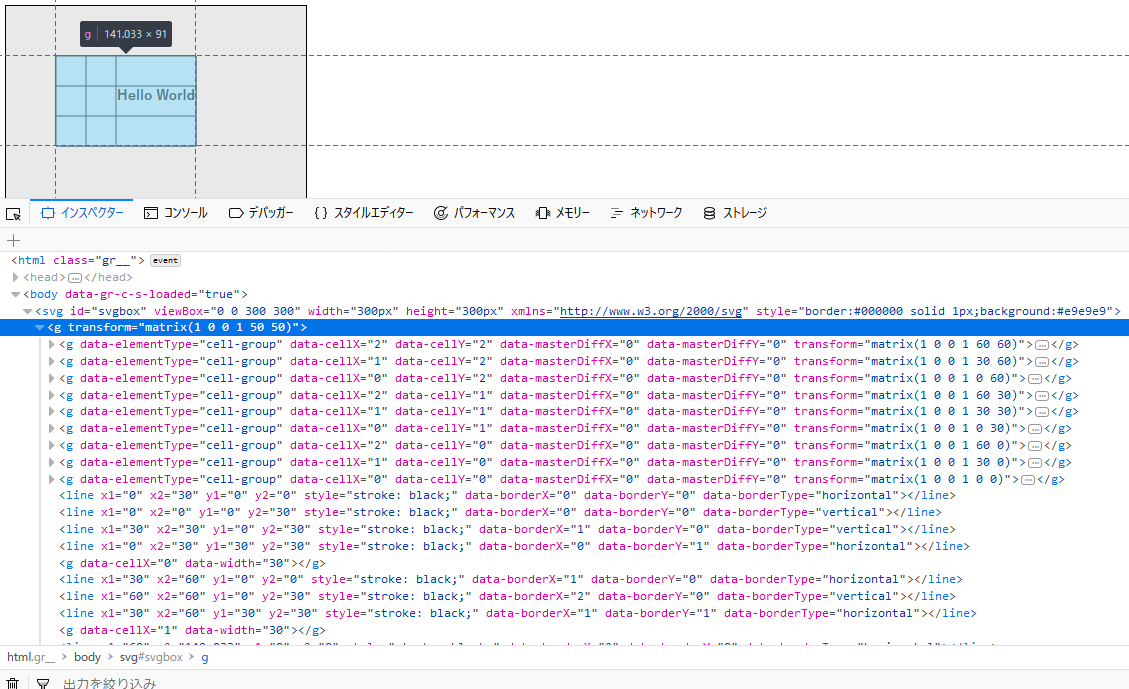 g 141.033 × 91
Hello World
インスペクター コンソール デバッガー スタイルエディター パフォーマンス メモリー ネットワーク ストレージ
<html class="gr__"> event
<head>…</head>
<body data-gr-c-s-loaded="true">
<svg id="svgbox" viewBox="0 0 300 300" width="300px" height="300px" xmlns="http://www.w3.org/2000/svg" style="border:#000000 solid 1px;background:#e9e9e9">
<g transform="matrix(1 0 0 1 50 50)">
<g data-elementType="cell-group" data-cellX="2" data-cellY="2" data-masterDiffX="0" data-masterDiffY="0" transform="matrix(1 0 0 1 60 60)">…</g>
<g data-elementType="cell-group" data-cellX="1" data-cellY="2" data-masterDiffX="0" data-masterDiffY="0" transform="matrix(1 0 0 1 30 60)">…</g>
<g data-elementType="cell-group" data-cellX="0" data-cellY="2" data-masterDiffX="0" data-masterDiffY="0" transform="matrix(1 0 0 1 0 60)">…</g>
<g data-elementType="cell-group" data-cellX="2" data-cellY="1" data-masterDiffX="0" data-masterDiffY="0" transform="matrix(1 0 0 1 60 30)">…</g>
<g data-elementType="cell-group" data-cellX="1" data-cellY="1" data-masterDiffX="0" data-masterDiffY="0" transform="matrix(1 0 0 1 30 30)">…</g>
<g data-elementType="cell-group" data-cellX="0" data-cellY="1" data-masterDiffX="0" data-masterDiffY="0" transform="matrix(1 0 0 1 0 30)">…</g>
<g data-elementType="cell-group" data-cellX="2" data-cellY="0" data-masterDiffX="0" data-masterDiffY="0" transform="matrix(1 0 0 1 60 0)">…</g>
<g data-elementType="cell-group" data-cellX="1" data-cellY="0" data-masterDiffX="0" data-masterDiffY="0" transform="matrix(1 0 0 1 30 0)">…</g>
<g data-elementType="cell-group" data-cellX="0" data-cellY="0" data-masterDiffX="0" data-masterDiffY="0" transform="matrix(1 0 0 1 0 0)">…</g>
<line x1="0" x2="30" y1="0" y2="0" style="stroke: black;" data-borderX="0" data-borderY="0" data-borderType="horizontal"></line>
<line x1="0" x2="0" y1="0" y2="30" style="stroke: black;" data-borderX="0" data-borderY="0" data-borderType="vertical"></line>
<line x1="30" x2="30" y1="0" y2="30" style="stroke: black;" data-borderX="1" data-borderY="0" data-borderType="vertical"></line>
<line x1="0" x2="30" y1="30" y2="30" style="stroke: black;" data-borderX="0" data-borderY="1" data-borderType="horizontal"></line>
<g data-cellX="0" data-width="30"></g>
<line x1="30" x2="60" y1="0" y2="0" style="stroke: black;" data-borderX="1" data-borderY="0" data-borderType="horizontal"></line>
<line x1="60" x2="60" y1="0" y2="30" style="stroke: black;" data-borderX="2" data-borderY="0" data-borderType="vertical"></line>
<line x1="30" x2="60" y1="30" y2="30" style="stroke: black;" data-borderX="1" data-borderY="1" data-borderType="horizontal"></line>
<g data-cellX="1" data-width="30"></g>
html.gr__ > body > svg#svgbox > g
出力を絞り込み